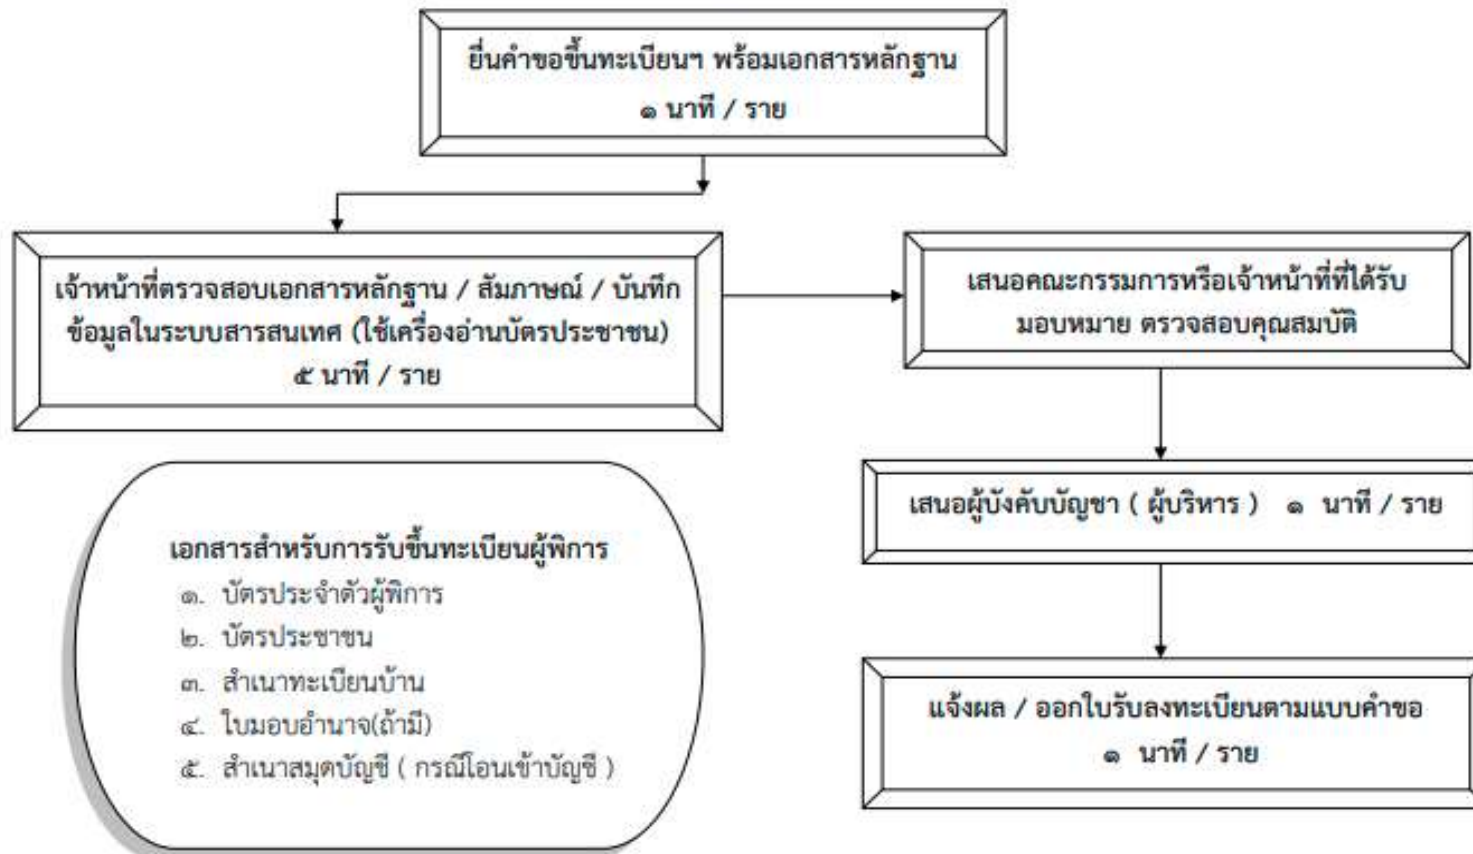 ยื่นคำขอขึ้นทะเบียนฯ พร้อมเอกสารหลักฐาน
๑ นาที / ราย
เจ้าหน้าที่ตรวจสอบเอกสารหลักฐาน / สัมภาษณ์ / บันทึก
ข้อมูลในระบบสารสนเทศ (ใช้เครื่องอ่านบัตรประชาชน)
๕ นาที / ราย
เสนอคณะกรรมการหรือเจ้าหน้าที่ที่ได้รับ
มอบหมาย ตรวจสอบคุณสมบัติ
เสนอผู้บังคับบัญชา ( ผู้บริหาร ) ๑ นาที / ราย
แจ้งผล / ออกใบรับลงทะเบียนตามแบบคำขอ
๑ นาที / ราย
เอกสารสำหรับการรับขึ้นทะเบียนผู้พิการ
๑. บัตรประจำตัวผู้พิการ
๒. บัตรประชาชน
๓. สำเนาทะเบียนบ้าน
๔. ใบมอบอำนาจ(ถ้ามี)
๕. สำเนาสมุดบัญชี ( กรณีโอนเข้าบัญชี )